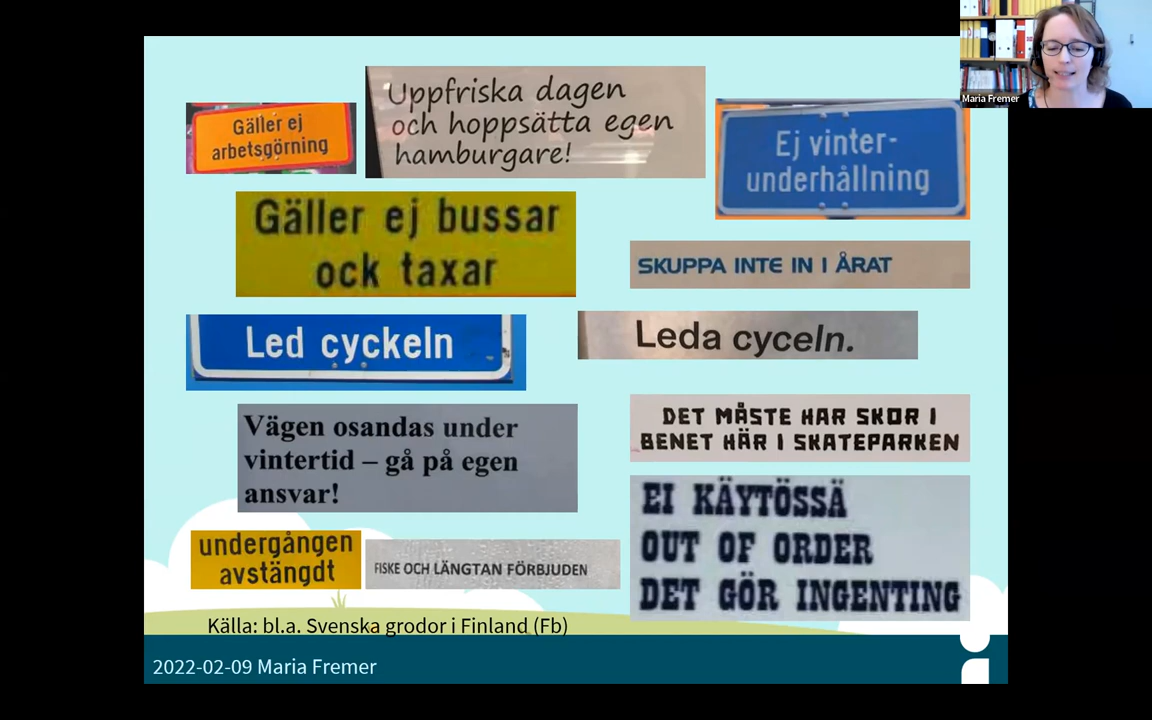 Maria Fremer
Gäller ej
arbetsgörning
Uppfriska dagen
och hoppsätta egen
hamburgare!
Ej vinter-
underhållning
Gäller ej bussar
ock taxar
SKUPPA INTE IN I ÅRAT
Led cyckeln
Leda cyceln.
Vägen osandas under
vintertid – gå på egen
ansvar!
DET MÅSTE HAR SKOR I
BENET HÄR I SKATEPARKEN
EI KÄYTÖSSÄ
OUT OF ORDER
DET GÖR INGENTING
undergången
avstängdt
FISKE OCH LÄNGTAN FÖRBJUDEN
Källa: bl.a. Svenska grodor i Finland (Fb)
2022-02-09 Maria Fremer